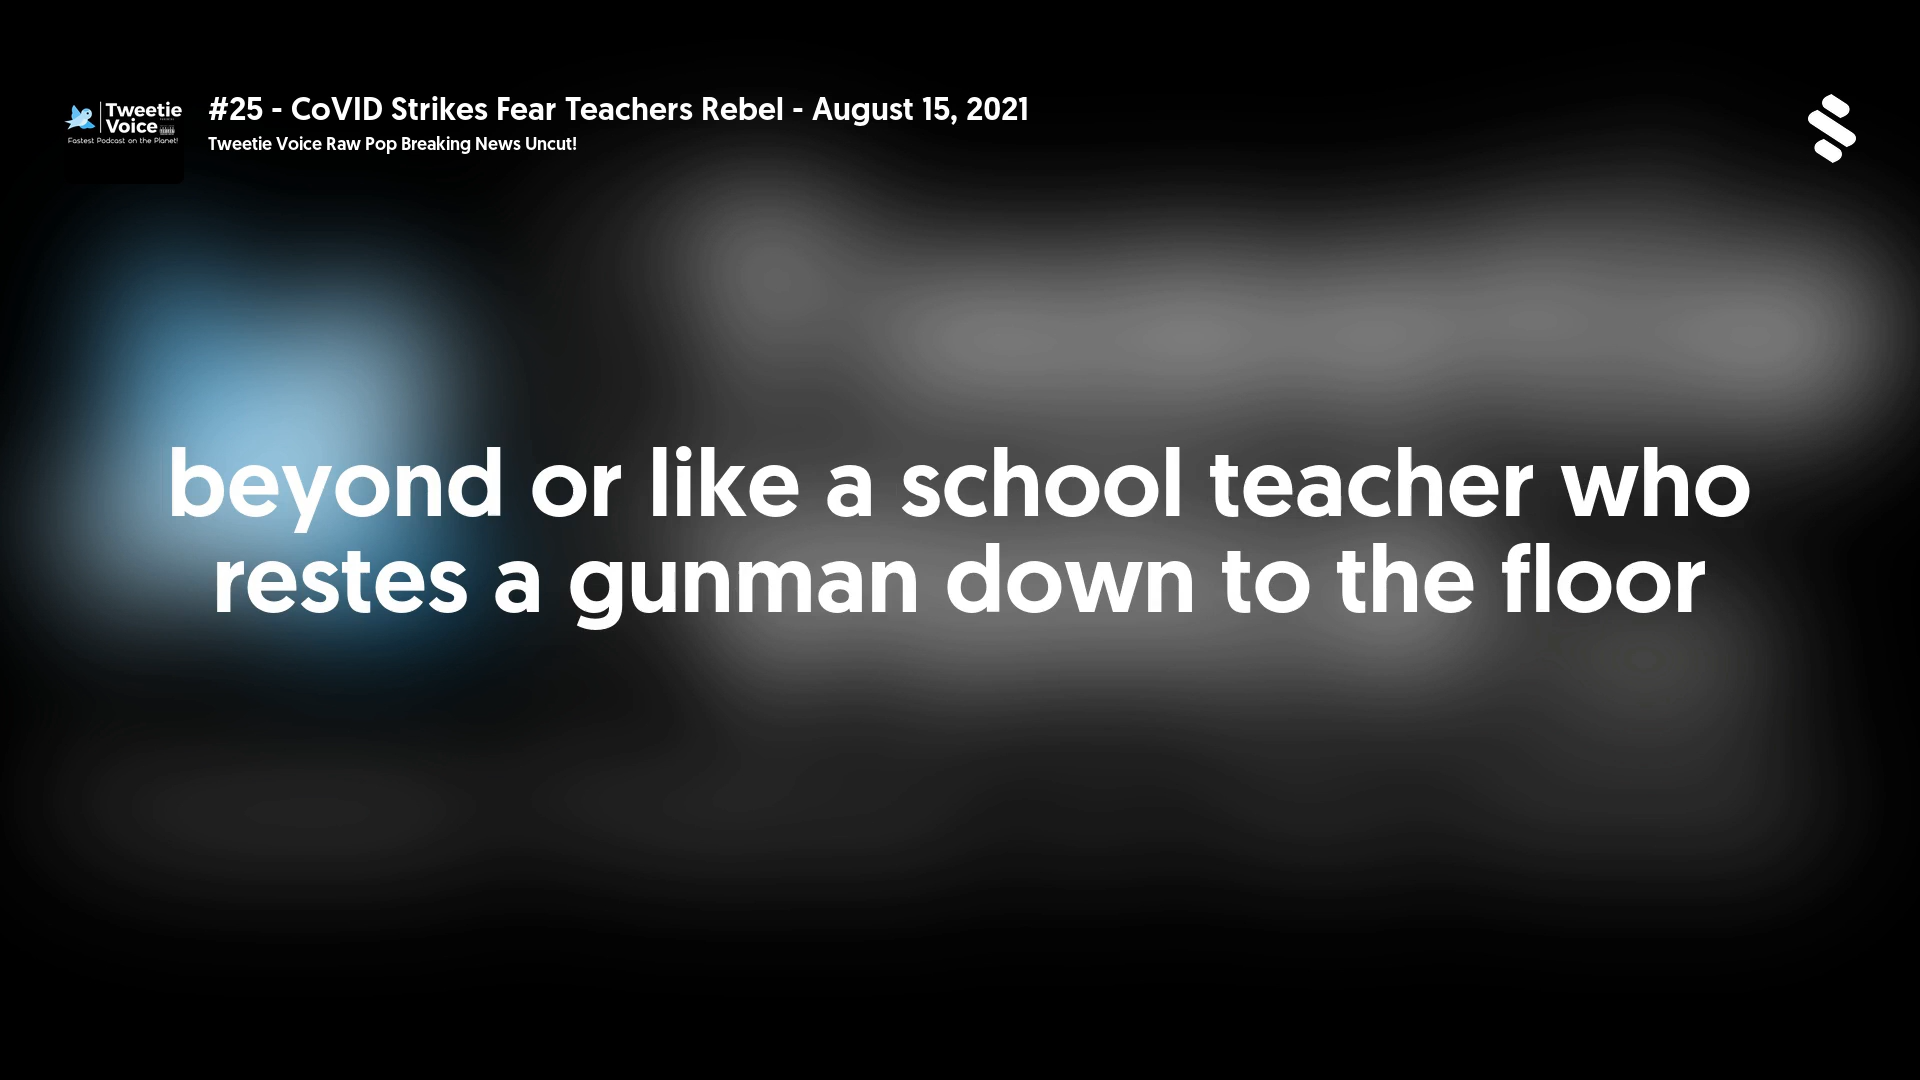 Tweetie
Voice
Fastest Podcast on the Planet!
#25 - CoVID Strikes Fear Teachers Rebel - August 15, 2021
Tweetie Voice Raw Pop Breaking News Uncut!
beyond or like a school teacher who
restes a gunman down to the floor